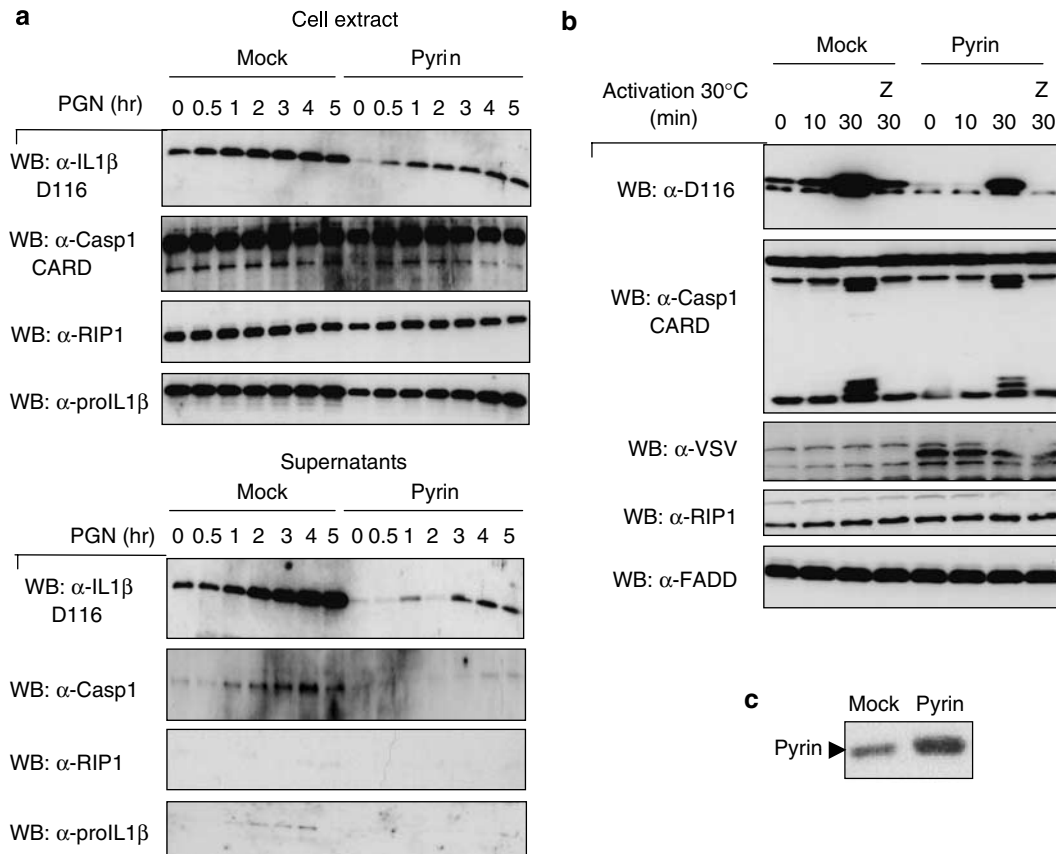 a
Cell extract
Mock Pyrin
PGN (hr) 0 0.5 1 2 3 4 5 0 0.5 1 2 3 4 5
WB: α-IL1β
D116
WB: α-Casp1
CARD
WB: α-RIP1
WB: α-proIL1β
Supernatants
Mock Pyrin
PGN (hr) 0 0.5 1 2 3 4 5 0 0.5 1 2 3 4 5
WB: α-IL1β
D116
WB: α-Casp1
WB: α-RIP1
WB: α-proIL1β
b
Mock Pyrin
Activation 30°C Z Z
(min) 0 10 30 30 0 10 30 30
WB: α-D116
WB: α-Casp1
CARD
WB: α-VSV
WB: α-RIP1
WB: α-FADD
c
Mock Pyrin
Pyrin